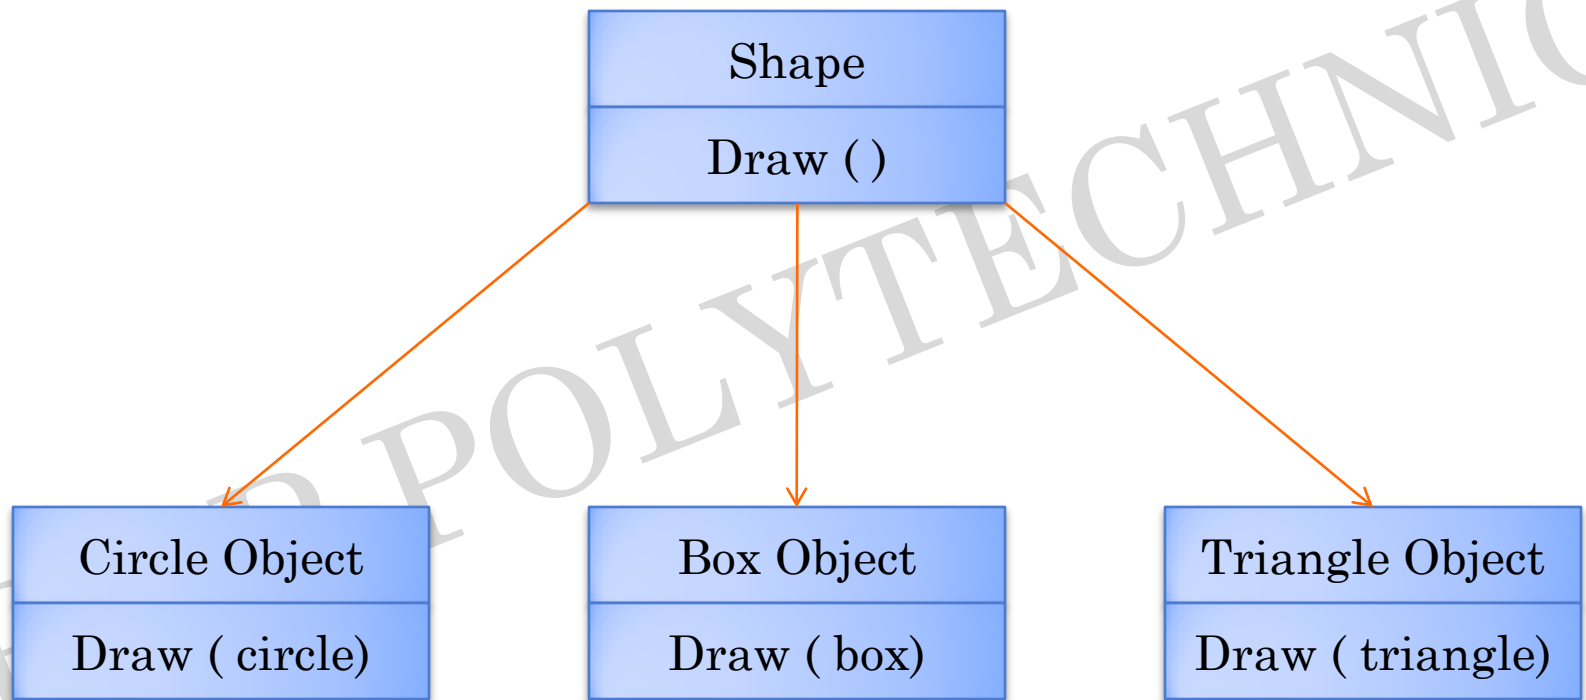 Shape
Draw ( )
POLYTECHNIC
Circle Object
Draw ( circle)
Box Object
Draw ( box)
Triangle Object
Draw ( triangle)